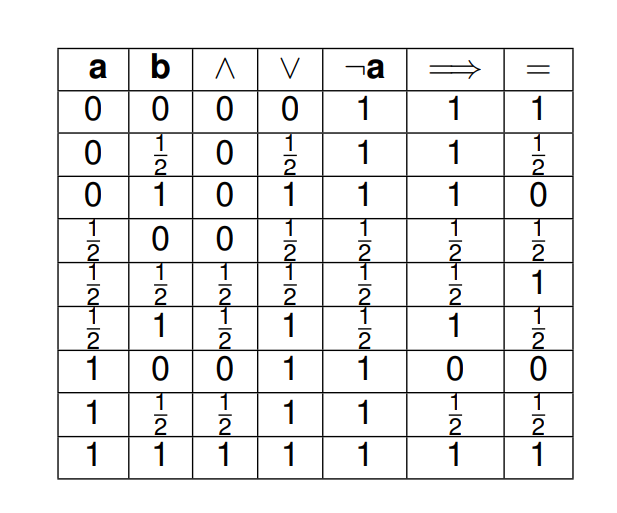 a b ∧ ∨ ¬a ⟹ =
0 0 0 0 1 1 1
0 1/2 0 1/2 1 1 1/2
0 1 0 1 1 1 0
1/2 0 0 1/2 1/2 1/2 1/2
1/2 1/2 1/2 1/2 1/2 1/2 1
1/2 1 1/2 1 1/2 1 1/2
1 0 0 1 1 0 0
1 1/2 1/2 1 1 1/2 1/2
1 1 1 1 1 1 1